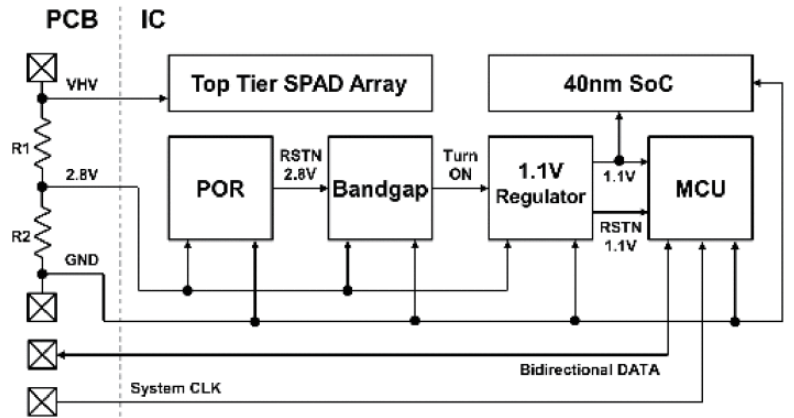 PCB
IC
VHV
Top Tier SPAD Array
40nm SoC
R1
2.8V
R2
GND
POR
RSTN
2.8V
Bandgap
Turn
ON
1.1V
Regulator
1.1V
RSTN
1.1V
MCU
Bidirectional DATA
System CLK